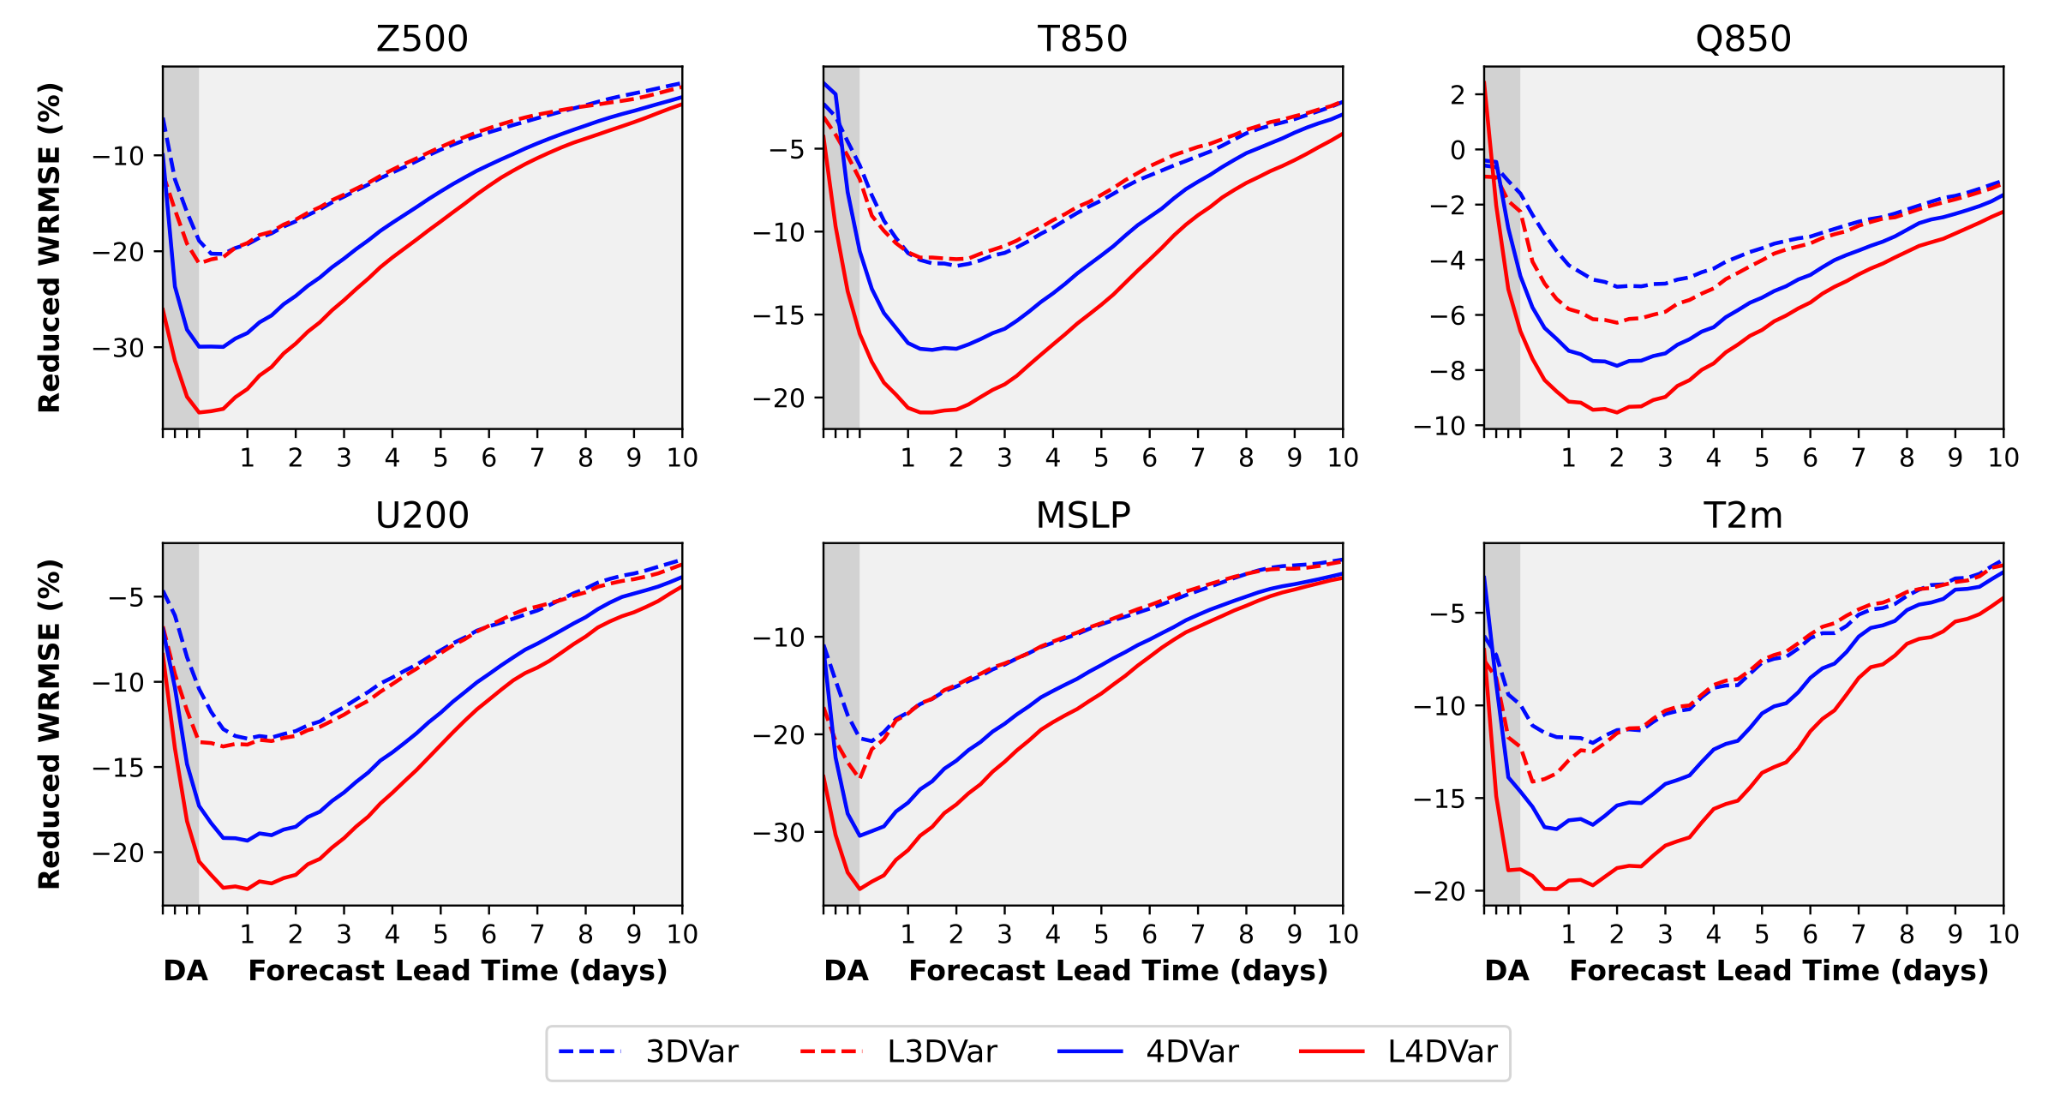 Z500
T850
Q850
Reduced WRMSE (%)
−10
−20
−30
1 2 3 4 5 6 7 8 9 10
−5
−10
−15
−20
1 2 3 4 5 6 7 8 9 10
2
0
−2
−4
−6
−8
−10
1 2 3 4 5 6 7 8 9 10
U200
MSLP
T2m
Reduced WRMSE (%)
−5
−10
−15
−20
1 2 3 4 5 6 7 8 9 10
DA Forecast Lead Time (days)
−10
−20
−30
1 2 3 4 5 6 7 8 9 10
DA Forecast Lead Time (days)
−5
−10
−15
−20
1 2 3 4 5 6 7 8 9 10
DA Forecast Lead Time (days)
3DVar L3DVar 4DVar L4DVar